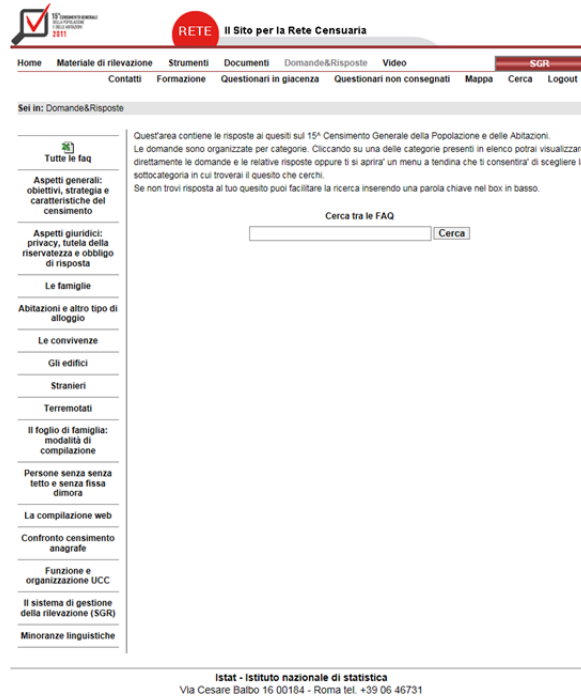 15° CENSIMENTO GENERALE
DELLA POPOLAZIONE
E DELLE ABITAZIONI
2011
RETE
Il Sito per la Rete Censuaria
Home Materiale di rilevazione Strumenti Documenti Domande&Risposte Video SGR
Contatti Formazione Questionari in giacenza Questionari non consegnati Mappa Cerca Logout
Sei in: Domande&Risposte
Tutte le faq
Aspetti generali:
obiettivi, strategia e
caratteristiche del
censimento
Aspetti giuridici:
privacy, tutela della
riservatezza e obbligo
di risposta
Le famiglie
Abitazioni e altro tipo di
alloggio
Le convivenze
Gli edifici
Stranieri
Terremotati
Il foglio di famiglia:
modalità di
compilazione
Persone senza senza
tetto e senza fissa
dimora
La compilazione web
Confronto censimento
anagrafe
Funzione e
organizzazione UCC
Il sistema di gestione
della rilevazione (SGR)
Minoranze linguistiche
Quest'area contiene le risposte ai quesiti sul 15^ Censimento Generale della Popolazione e delle Abitazioni.
Le domande sono organizzate per categorie. Cliccando su una delle categorie presenti in elenco potrai visualizzare
direttamente le domande e le relative risposte oppure ti si aprira' un menu a tendina che ti consentira' di scegliere la
sottocategoria in cui troverai il quesito che cerchi.
Se non trovi risposta al tuo quesito puoi facilitare la ricerca inserendo una parola chiave nel box in basso.
Cerca tra le FAQ
Cerca
Istat - Istituto nazionale di statistica
Via Cesare Balbo 16 00184 - Roma tel. +39 06 46731